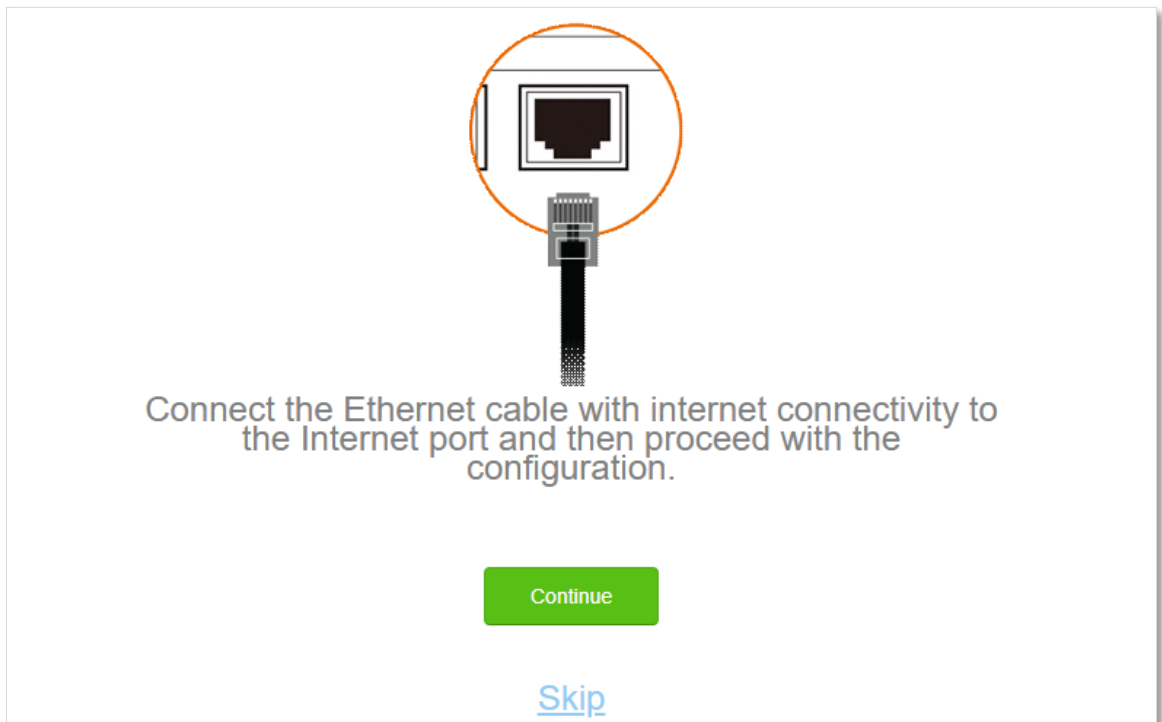 Connect the Ethernet cable with internet connectivity to
the Internet port and then proceed with the
configuration.
Continue
Skip